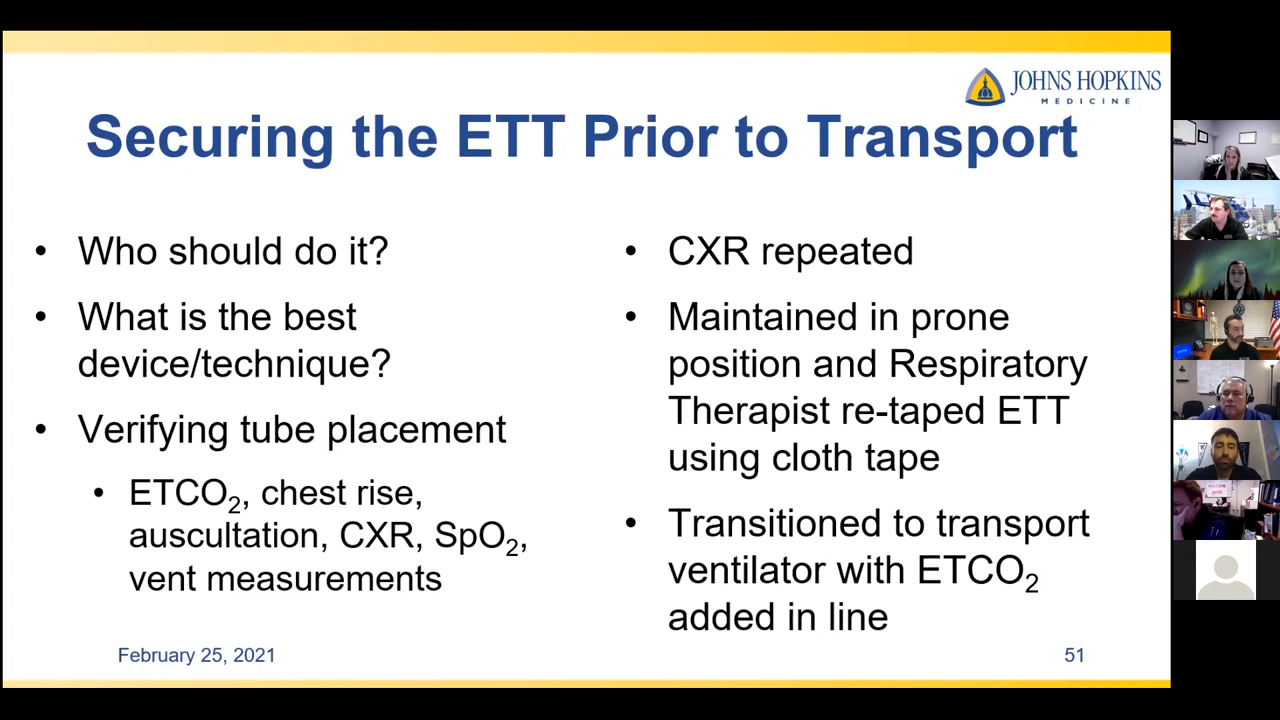 JOHNS HOPKINS
MEDICINE
Securing the ETT Prior to Transport
• Who should do it?
• What is the best
device/technique?
• Verifying tube placement
• ETCO₂, chest rise,
auscultation, CXR, SpO₂,
vent measurements
• CXR repeated
• Maintained in prone
position and Respiratory
Therapist re-taped ETT
using cloth tape
• Transitioned to transport
ventilator with ETCO₂
added in line
February 25, 2021
51